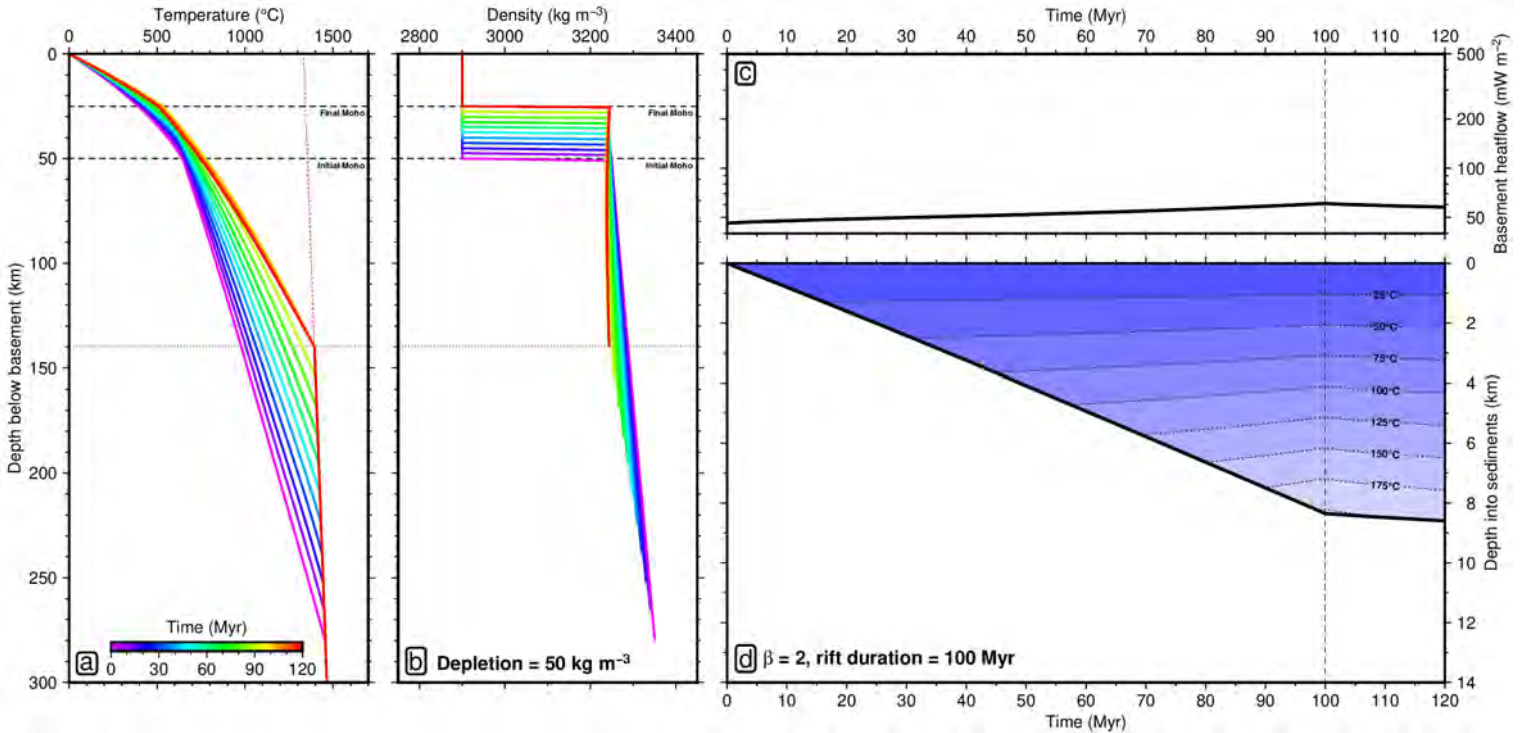 Temperature (°C)
0 500 1000 1500
Depth below basement (km)
0
50
100
150
200
250
300
Final Moho
Initial Moho
Time (Myr)
0 30 60 90 120
a
Density (kg m⁻³)
2800 3000 3200 3400
Final Moho
Initial Moho
b Depletion = 50 kg m⁻³
Time (Myr)
0 10 20 30 40 50 60 70 80 90 100 110 120
c
500
200
100
50
Basement heatflow (mW m⁻²)
25°C
50°C
75°C
100°C
125°C
150°C
175°C
0
2
4
6
8
10
12
14
Depth into sediments (km)
d β = 2, rift duration = 100 Myr
0 10 20 30 40 50 60 70 80 90 100 110 120
Time (Myr)